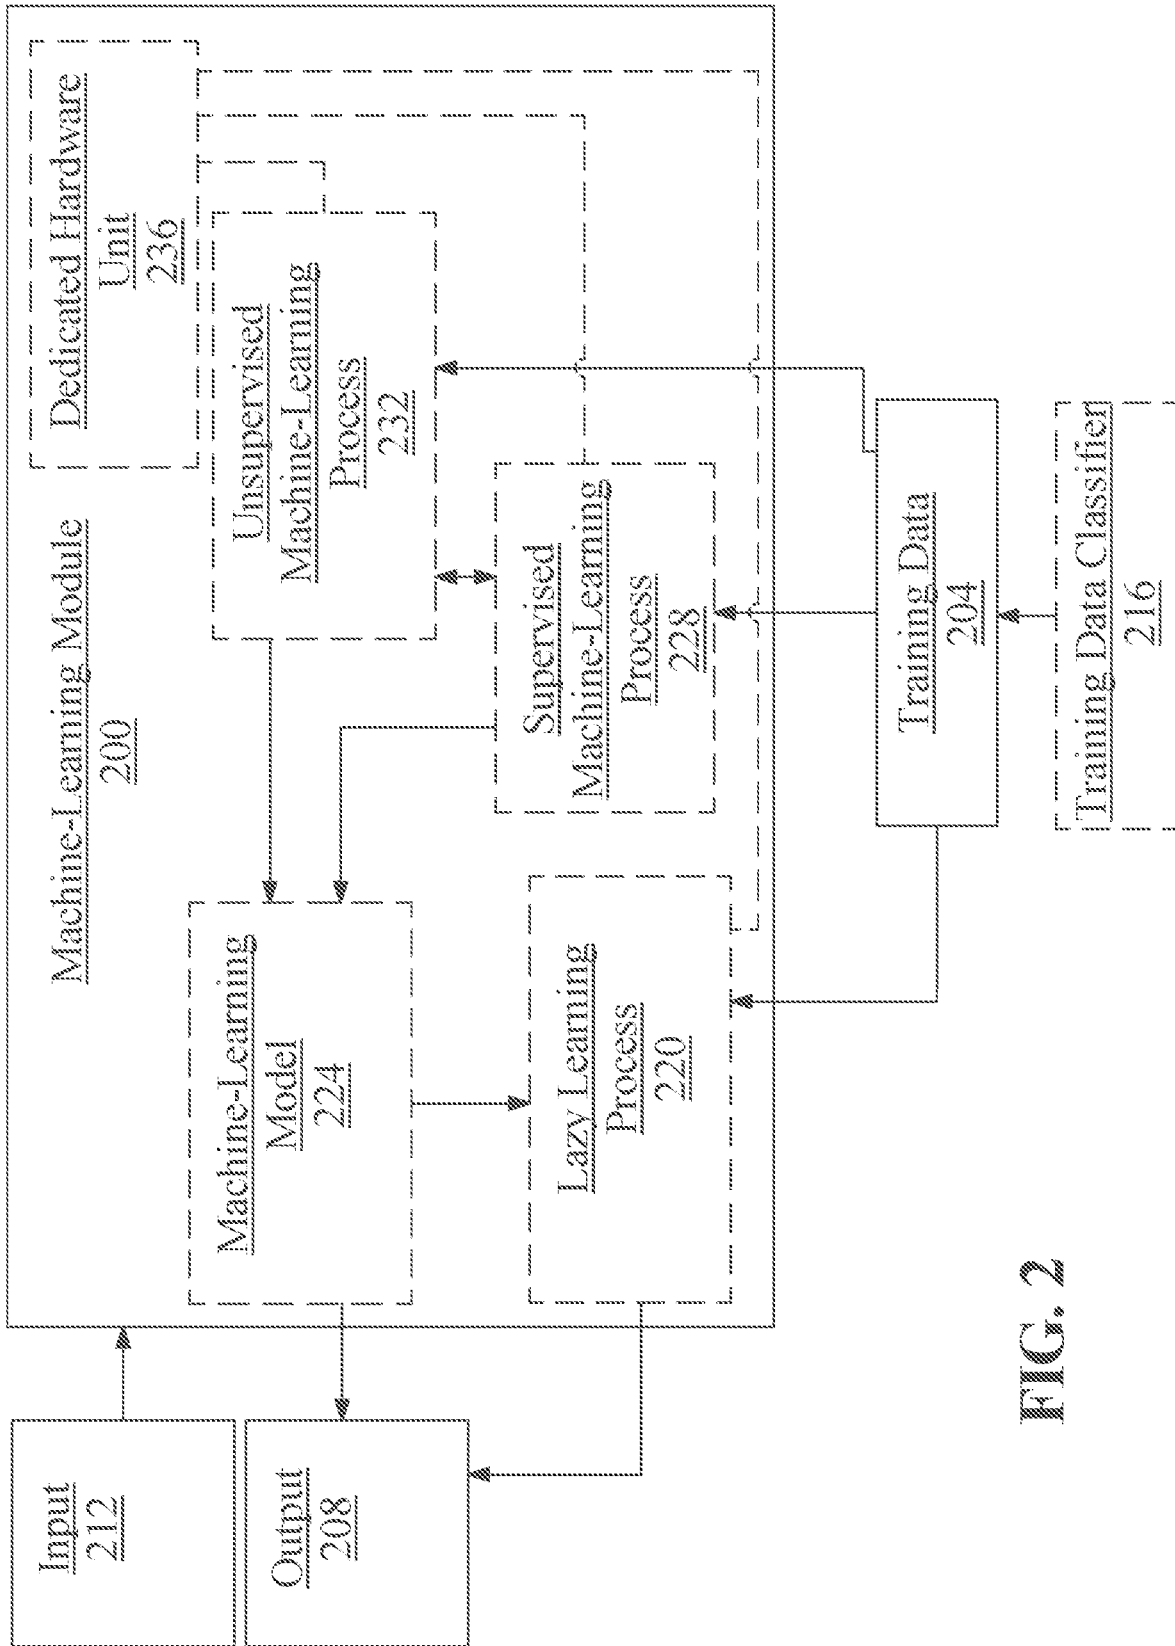 Input
212
Output
208
Machine-Learning Module
200
Dedicated Hardware
Unit
236
Machine-Learning
Model
224
Unsupervised
Machine-Learning
Process
232
Lazy Learning
Process
220
Supervised
Machine-Learning
Process
228
Training Data
204
Training Data Classifier
216
FIG. 2